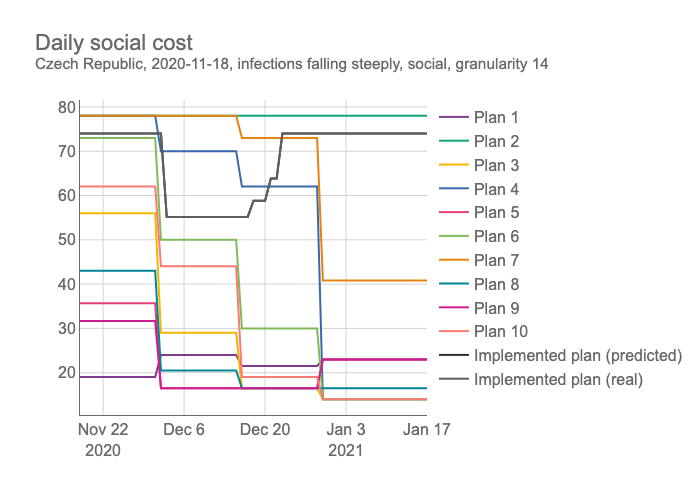 Daily social cost
Czech Republic, 2020-11-18, infections falling steeply, social, granularity 14
80
70
60
50
40
30
20
Nov 22
2020
Dec 6
Dec 20
Jan 3
2021
Jan 17
Plan 1
Plan 2
Plan 3
Plan 4
Plan 5
Plan 6
Plan 7
Plan 8
Plan 9
Plan 10
Implemented plan (predicted)
Implemented plan (real)